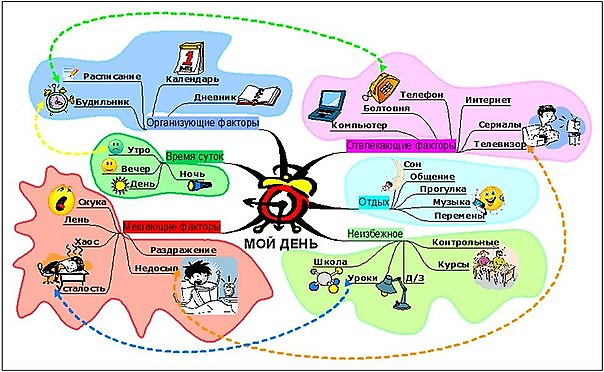 Расписание
Календарь
1
Будильник
Дневник
Организующие факторы
Телефон
Интернет
Болтовня
Сериалы
Компьютер
Телевизор
Отвлекающие факторы
Утро
Время суток
Вечер
Ночь
День
Сон
Общение
Прогулка
Музыка
Перемены
Отдых
Скука
Лень
Мешающие факторы
Хаос
Раздражение
Недосып
Усталость
МОЙ ДЕНЬ
Неизбежное
Контрольные
Школа
Курсы
Уроки
Д/З